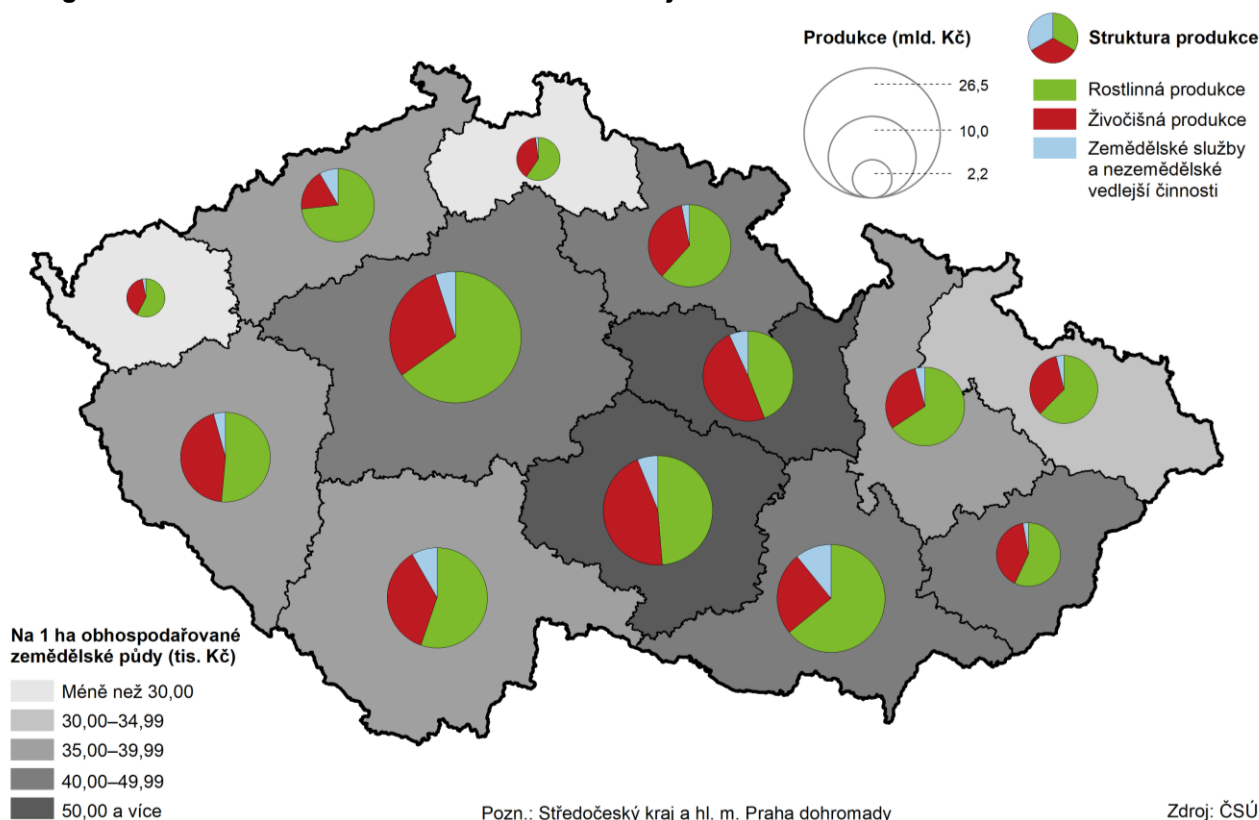 Produkce (mld. Kč)
26,5
10,0
2,2
Struktura produkce
Rostlinná produkce
Živočišná produkce
Zemědělské služby
a nezemědělské
vedlejší činnosti
Na 1 ha obhospodařované
zemědělské půdy (tis. Kč)
Méně než 30,00
30,00–34,99
35,00–39,99
40,00–49,99
50,00 a více
Pozn.: Středočeský kraj a hl. m. Praha dohromady
Zdroj: ČSÚ